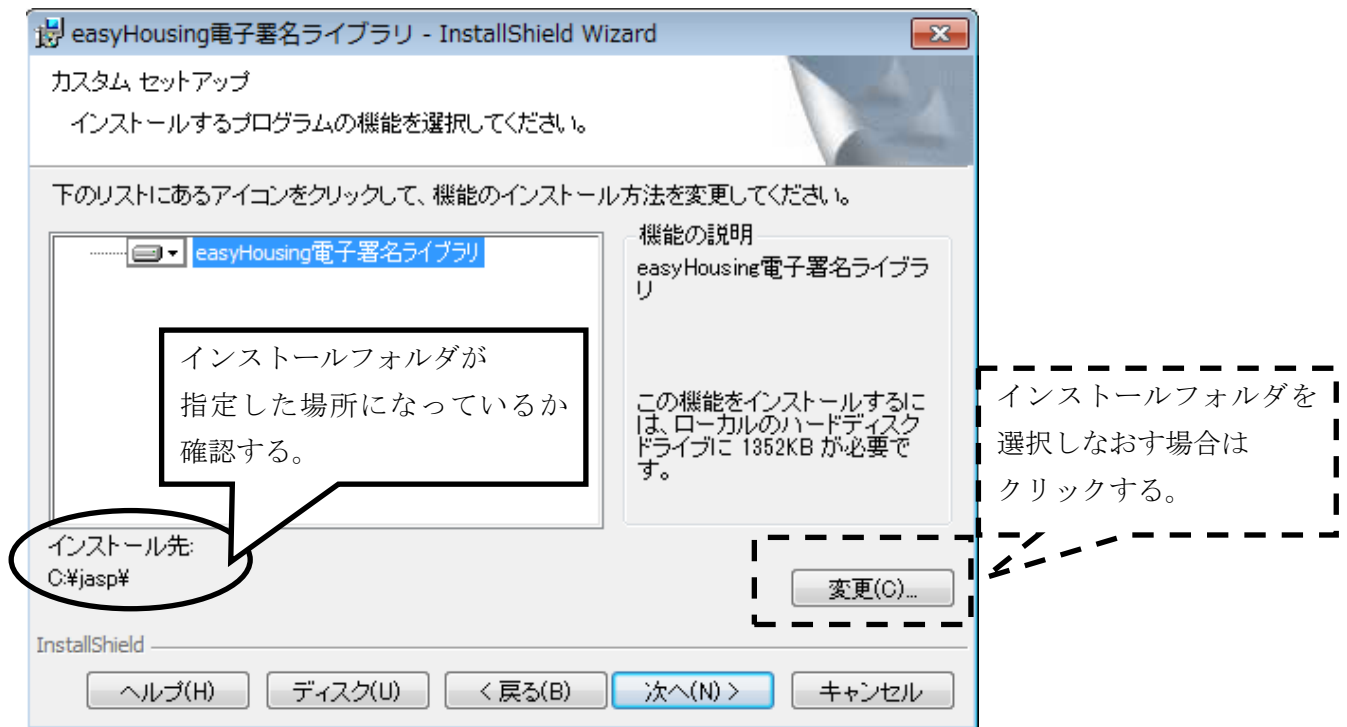 easyHousing電子署名ライブラリ - InstallShield Wizard
カスタム セットアップ
インストールするプログラムの機能を選択してください。
下のリストにあるアイコンをクリックして、機能のインストール方法を変更してください。
easyHousing電子署名ライブラリ
機能の説明
easyHousing電子署名ライブラ
リ
この機能をインストールするに
は、ローカルのハードディスク
ドライブに 1352KB が必要で
す。
インストールフォルダが
指定した場所になっているか
確認する。
インストールフォルダを
選択しなおす場合は
クリックする。
インストール先:
C:¥jasp¥
変更(C)...
InstallShield
ヘルプ(H)
ディスク(U)
< 戻る(B)
次へ(N) >
キャンセル